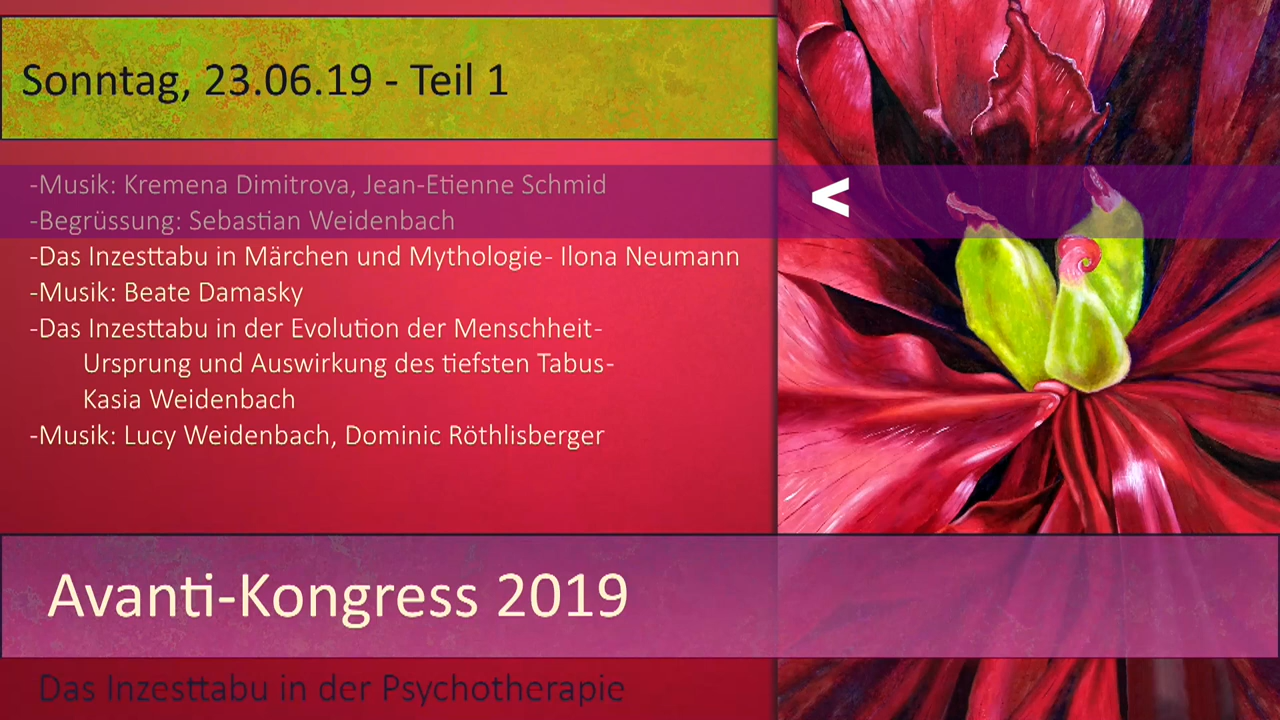 Sonntag, 23.06.19 - Teil 1
-Musik: Kremena Dimitrova, Jean-Etienne Schmid
-Begrüssung: Sebastian Weidenbach
-Das Inzesttabu in Märchen und Mythologie- Ilona Neumann
-Musik: Beate Damasky
-Das Inzesttabu in der Evolution der Menschheit-
Ursprung und Auswirkung des tiefsten Tabus-
Kasia Weidenbach
-Musik: Lucy Weidenbach, Dominic Röthlisberger
<
Avanti-Kongress 2019
Das Inzesttabu in der Psychotherapie